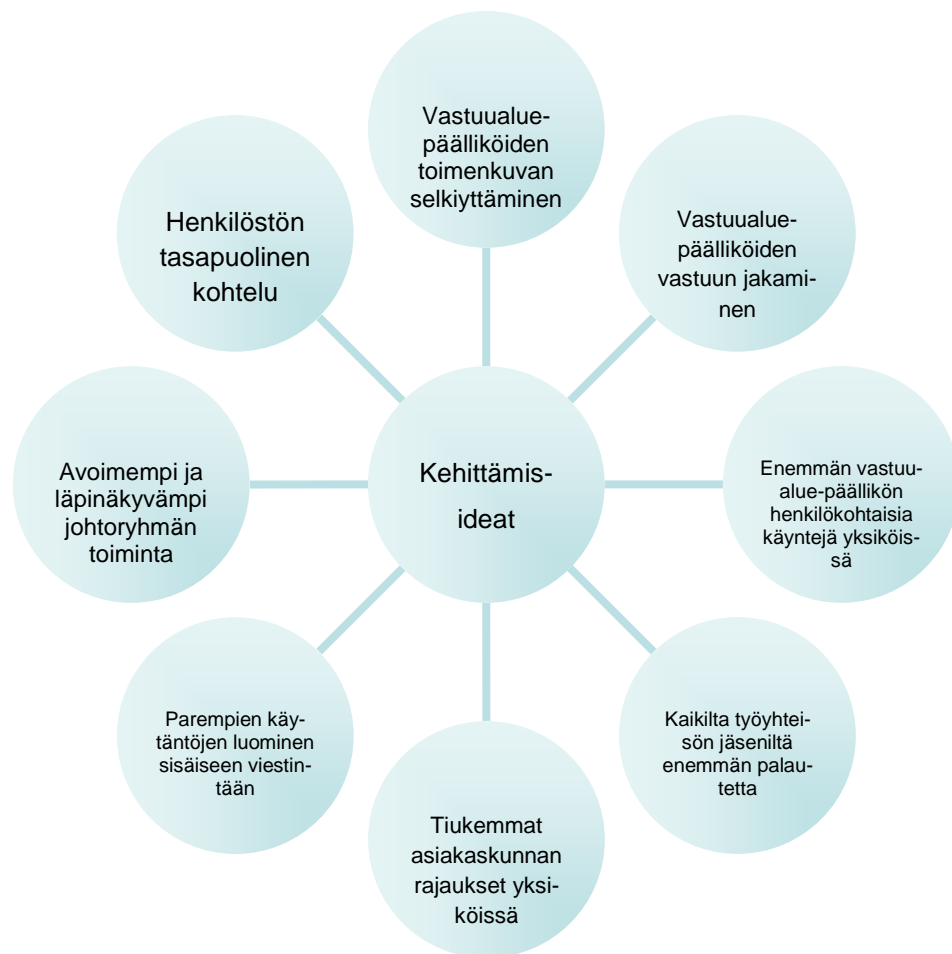 Vastuualue-
päälliköiden
toimenkuvan
selkiyttäminen
Vastuualue-
päälliköiden
vastuun jakami-
nen
Enemmän vastuu-
alue-päällikön
henkilökohtaisia
käyntejä yksiköis-
sä
Kaikilta työyhtei-
sön jäseniltä
enemmän palau-
tetta
Tiukemmat
asiakaskunnan
rajaukset yksi-
köissä
Parempien käy-
täntöjen luominen
sisäiseen viestin-
tään
Avoimempi ja
läpinäkyvämpi
johtoryhmän
toiminta
Henkilöstön
tasapuolinen
kohtelu
Kehittämis-
ideat